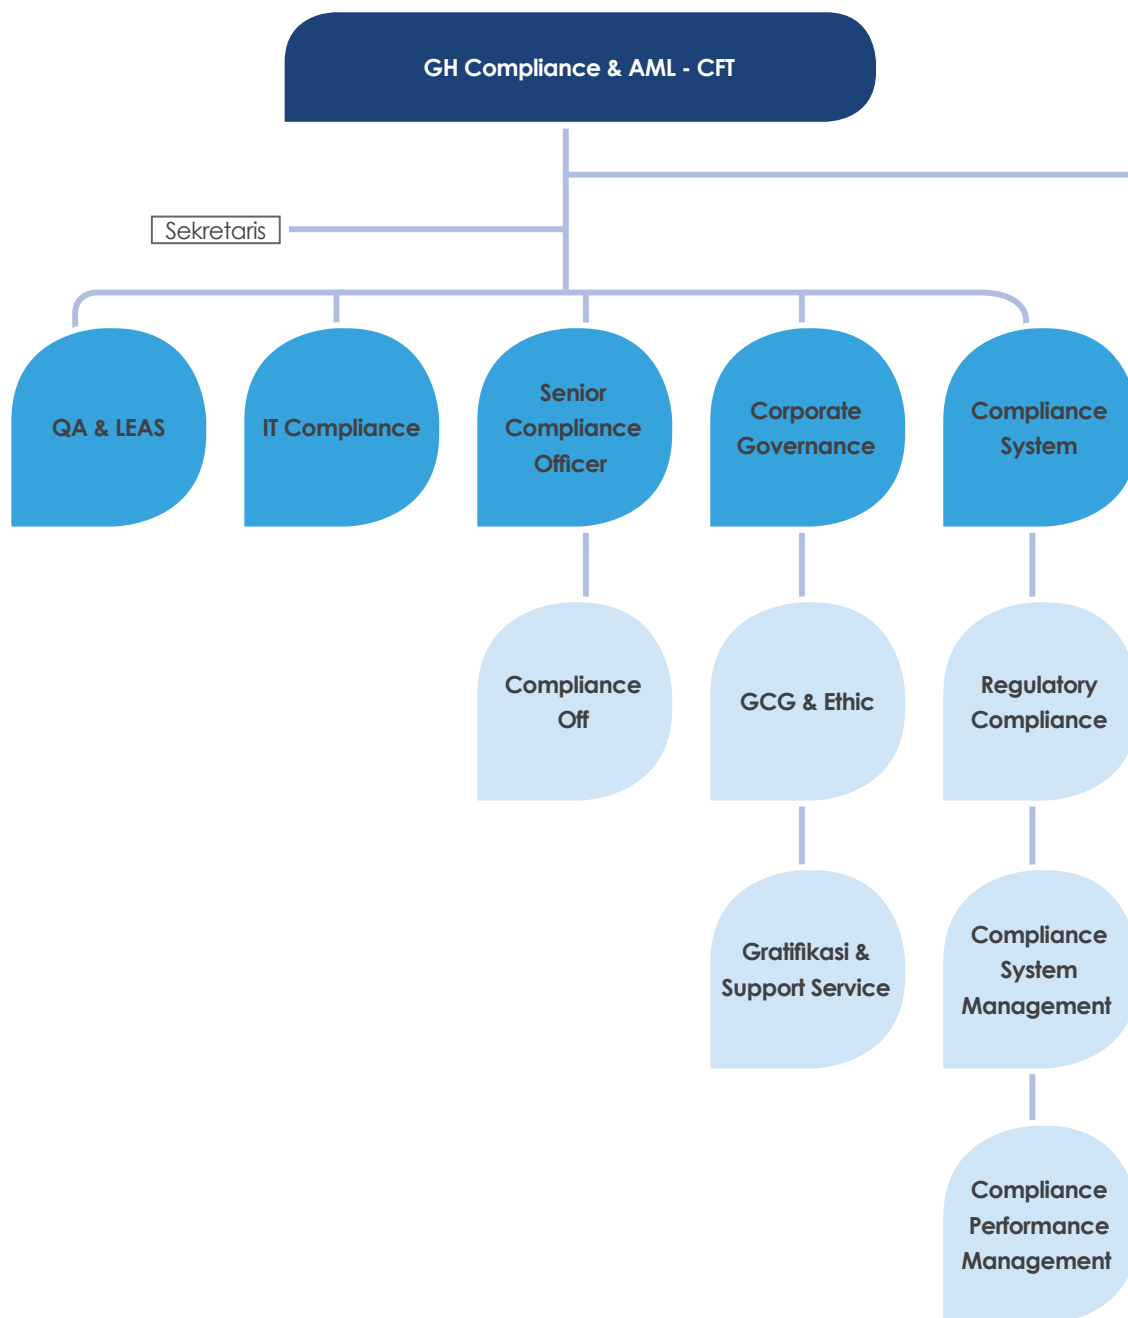 GH Compliance & AML - CFT
Sekretaris
QA & LEAS
IT Compliance
Senior
Compliance
Officer
Corporate
Governance
Compliance
System
Compliance
Off
GCG & Ethic
Regulatory
Compliance
Gratifikasi &
Support Service
Compliance
System
Management
Compliance
Performance
Management